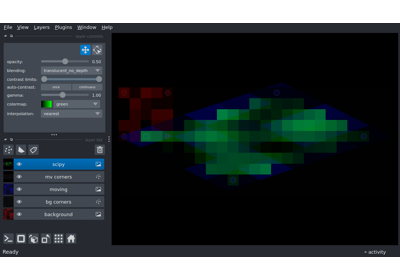 File View Layers Plugins Window Help
opacity: 0.50
blending: translucent_no_depth
contrast limits:
auto-contrast: once continuous
gamma: 1.00
colormap: green
interpolation: nearest
scipy
mv corners
moving
bg corners
background
Ready
activity